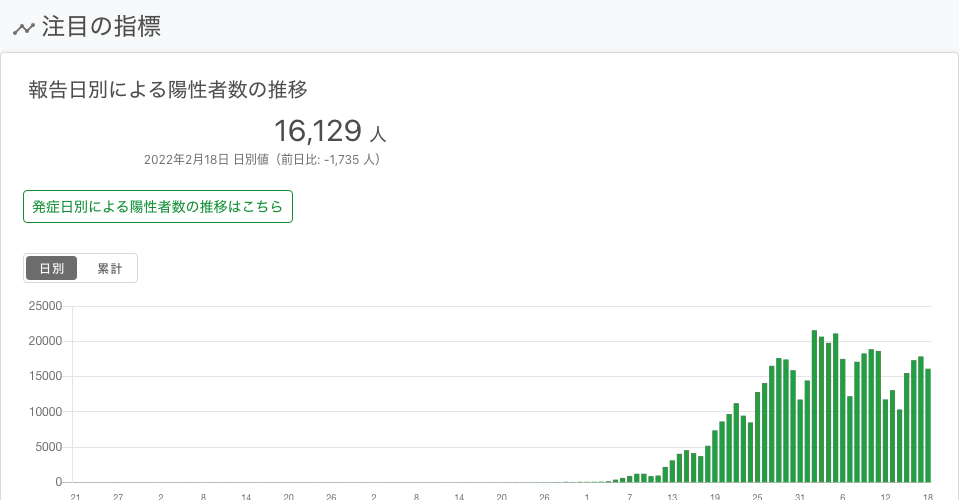 注目の指標
報告日別による陽性者数の推移
16,129 人
2022年2月18日 日別値（前日比: -1,735 人）
発症日別による陽性者数の推移はこちら
日別 累計
25000
20000
15000
10000
5000
0
21 27 2 8 14 20 26 2 8 14 20 26 1 7 13 19 25 31 6 12 18